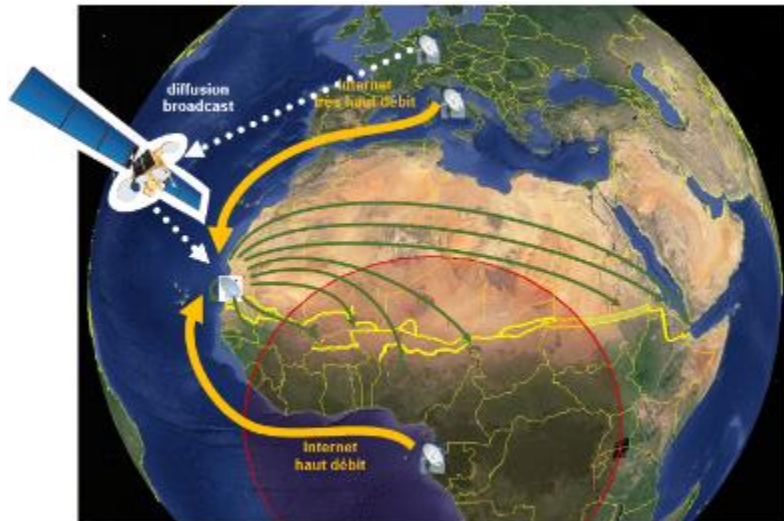 diffusion
broadcast
Internet
très haut débit
Internet
haut débit